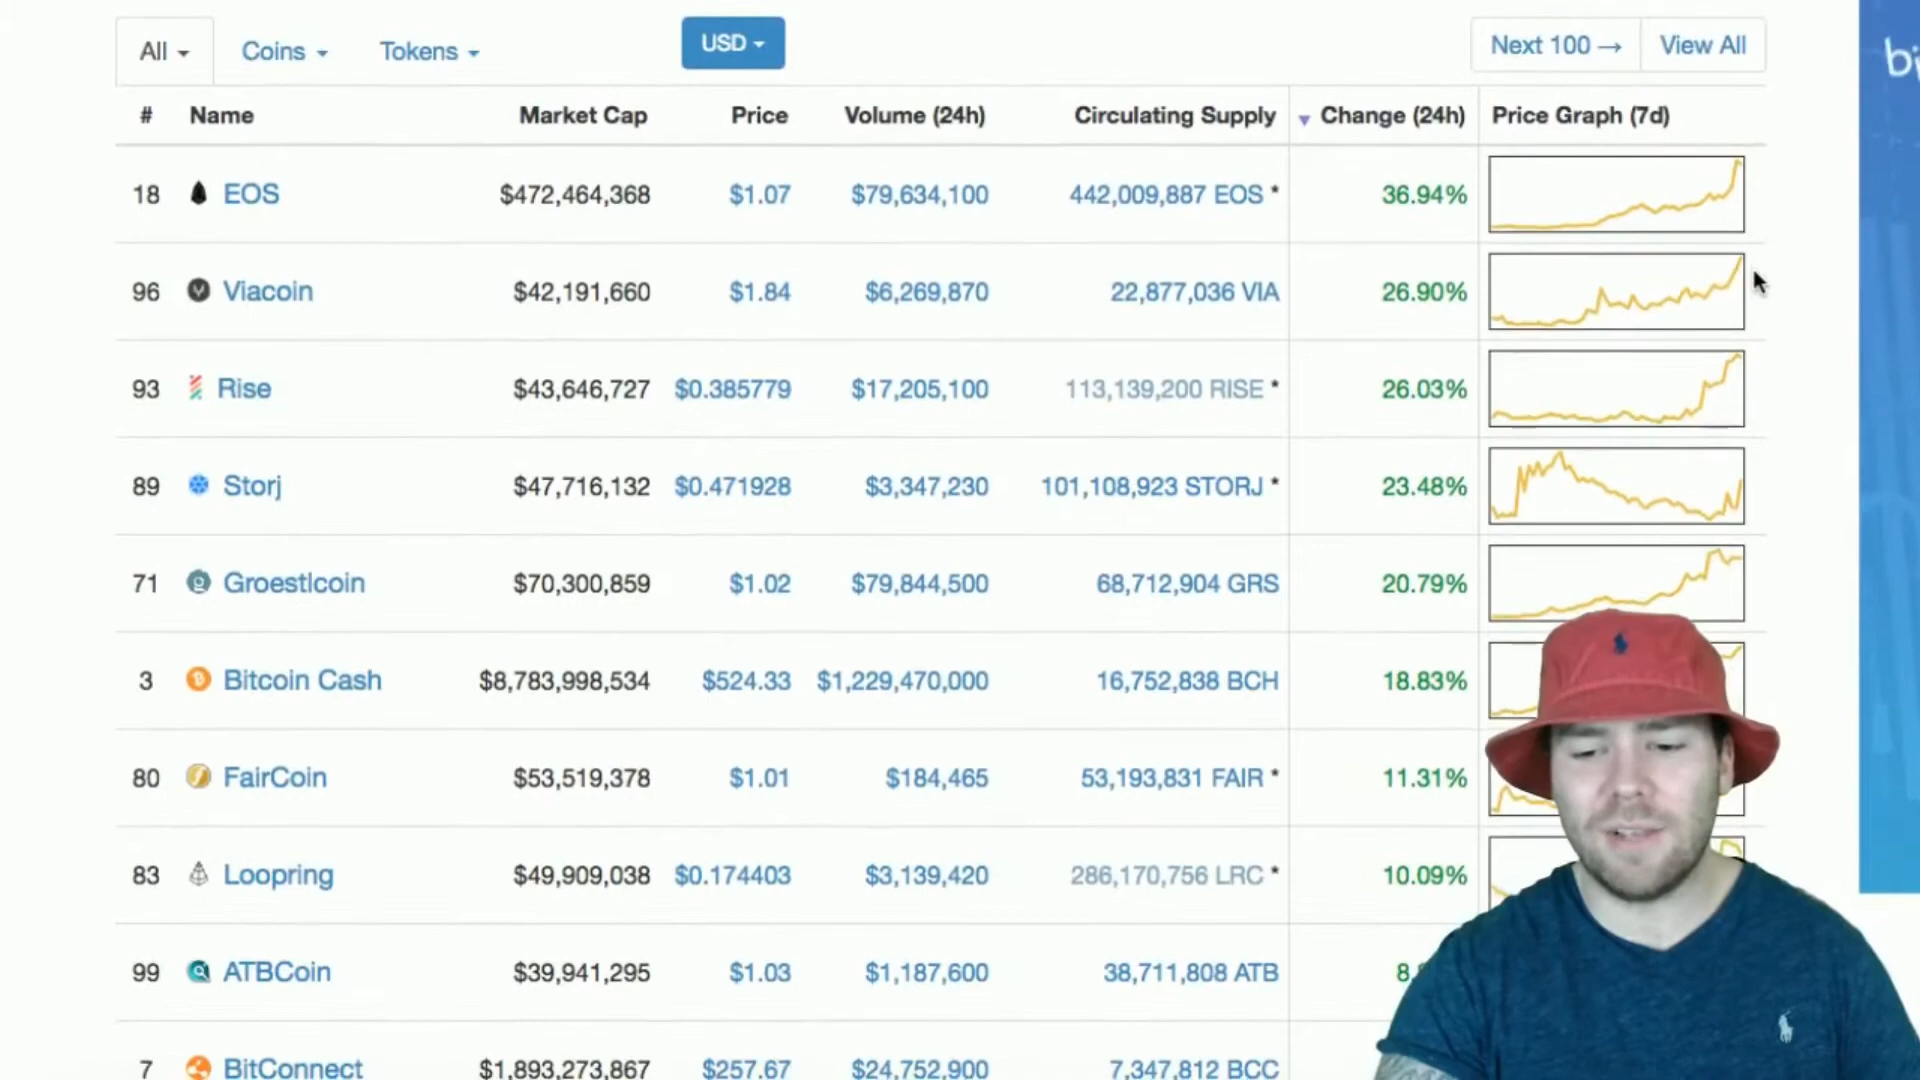 All Coins Tokens USD Next 100 → View All
# Name Market Cap Price Volume (24h) Circulating Supply Change (24h) Price Graph (7d)
18 EOS $472,464,368 $1.07 $79,634,100 442,009,887 EOS * 36.94%
96 Viacoin $42,191,660 $1.84 $6,269,870 22,877,036 VIA 26.90%
93 Rise $43,646,727 $0.385779 $17,205,100 113,139,200 RISE * 26.03%
89 Storj $47,716,132 $0.471928 $3,347,230 101,108,923 STORJ * 23.48%
71 Groestlcoin $70,300,859 $1.02 $79,844,500 68,712,904 GRS 20.79%
3 Bitcoin Cash $8,783,998,534 $524.33 $1,229,470,000 16,752,838 BCH 18.83%
80 FairCoin $53,519,378 $1.01 $184,465 53,193,831 FAIR * 11.31%
83 Loopring $49,909,038 $0.174403 $3,139,420 286,170,756 LRC * 10.09%
99 ATBCoin $39,941,295 $1.03 $1,187,600 38,711,808 ATB
7 BitConnect $1,893,273,867 $257.67 $24,752,900 7,347,812 BCC